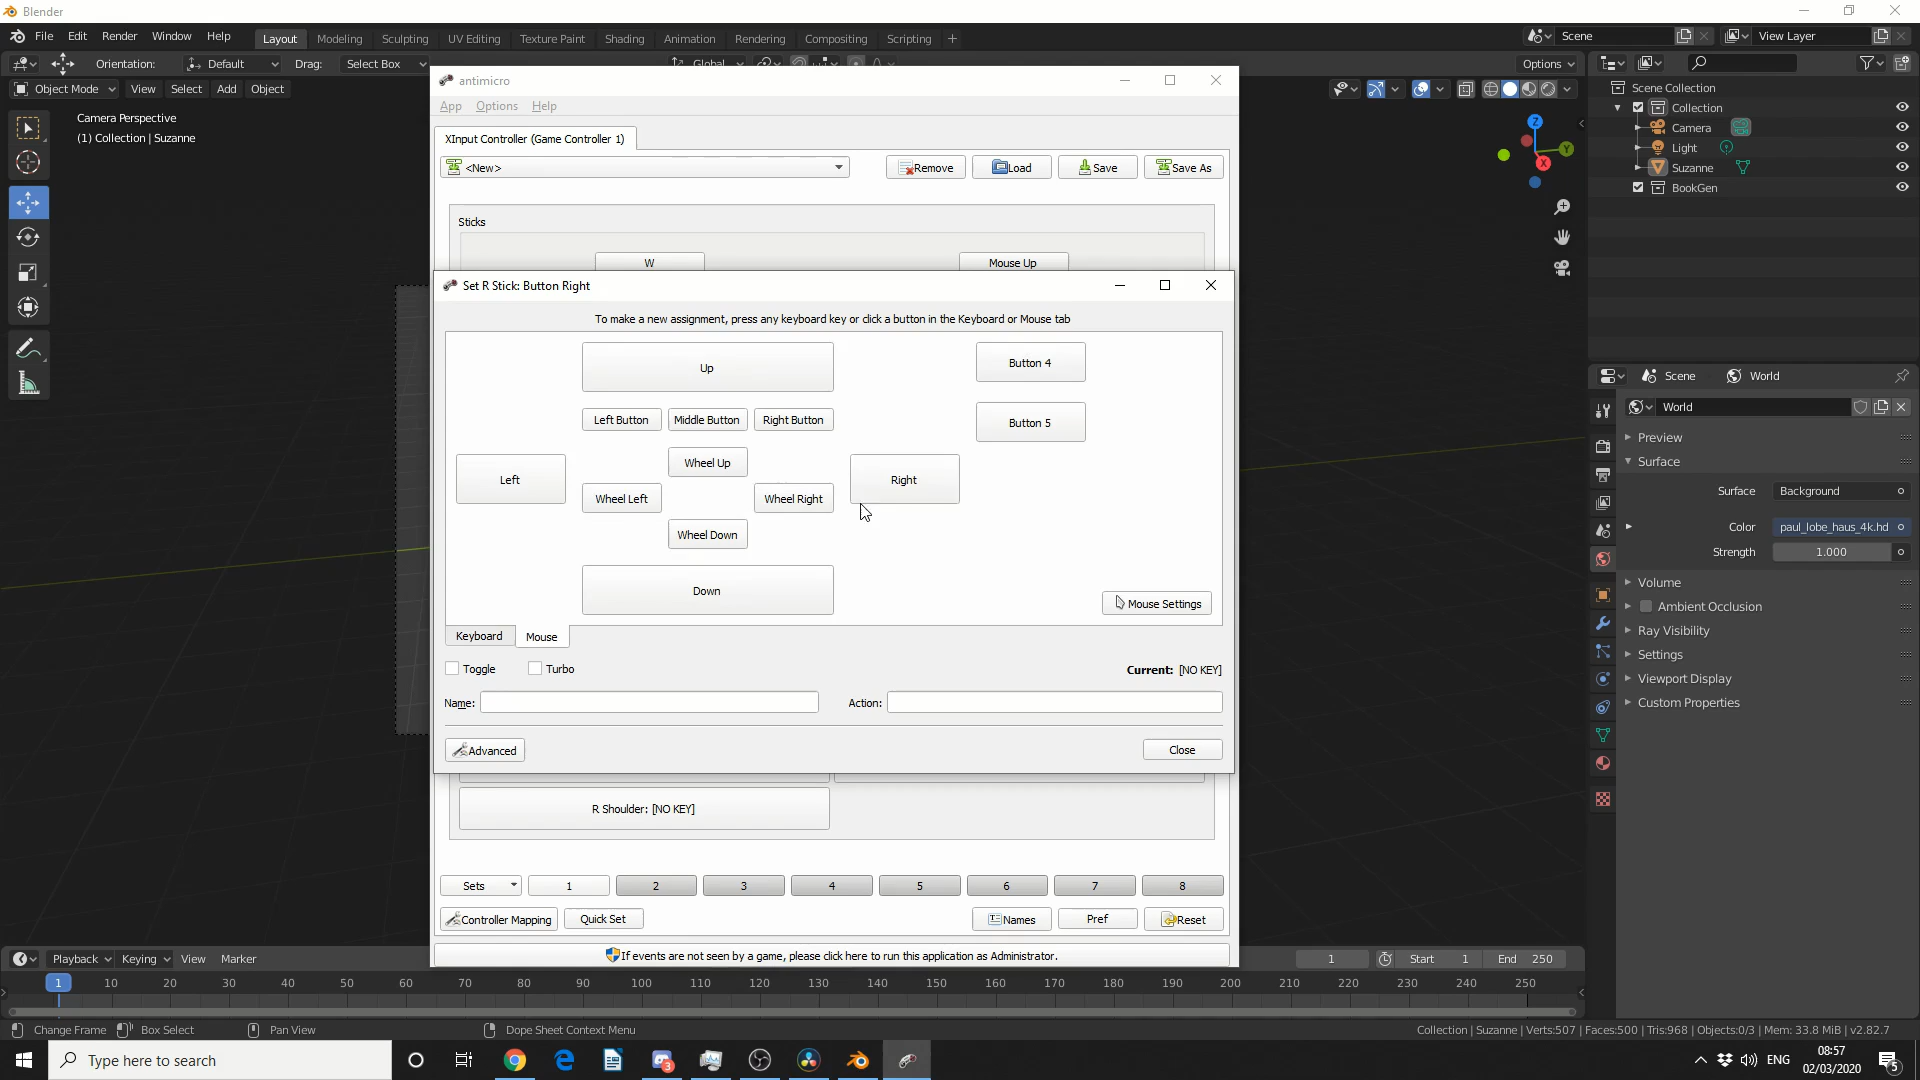 Blender
File Edit Render Window Help
Layout Modeling Sculpting UV Editing Texture Paint Shading Animation Rendering Compositing Scripting +
Scene
View Layer
Orientation: Default Drag: Select Box
Global
Options
Object Mode View Select Add Object
Camera Perspective
(1) Collection | Suzanne
antimicro
App Options Help
XInput Controller (Game Controller 1)
<New>
Remove
Load
Save
Save As
Sticks
W
Mouse Up
Set R Stick: Button Right
To make a new assignment, press any keyboard key or click a button in the Keyboard or Mouse tab
Up
Button 4
Left Button
Middle Button
Right Button
Button 5
Wheel Up
Left
Right
Wheel Left
Wheel Right
Wheel Down
Down
Mouse Settings
Keyboard
Mouse
Toggle
Turbo
Current: [NO KEY]
Name:
Action:
Advanced
Close
R Shoulder: [NO KEY]
Sets 1 2 3 4 5 6 7 8
Controller Mapping
Quick Set
Names
Pref
Reset
If events are not seen by a game, please click here to run this application as Administrator.
Z
Y
X
Scene Collection
Collection
Camera
Light
Suzanne
BookGen
Scene
World
World
Preview
Surface
Surface Background
Color paul_lobe_haus_4k.hd
Strength 1.000
Volume
Ambient Occlusion
Ray Visibility
Settings
Viewport Display
Custom Properties
Playback Keying View Marker
1
Start 1
End 250
1 10 20 30 40 50 60 70 80 90 100 110 120 130 140 150 160 170 180 190 200 210 220 230 240 250
Change Frame Box Select Pan View Dope Sheet Context Menu
Collection | Suzanne | Verts:507 | Faces:500 | Tris:968 | Objects:0/3 | Mem: 33.8 MiB | v2.82.7
Type here to search
3
ENG
08:57
02/03/2020
5